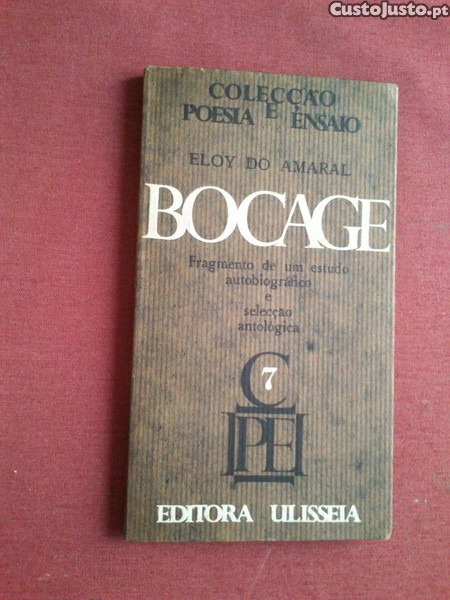 CustoJusto.pt
COLECÇÃO
POESIA E ENSAIO
ELOY DO AMARAL
BOCAGE
Fragmento de um estudo
autobiográfico
e
selecção
antológica
C
7
PE
EDITORA ULISSEIA